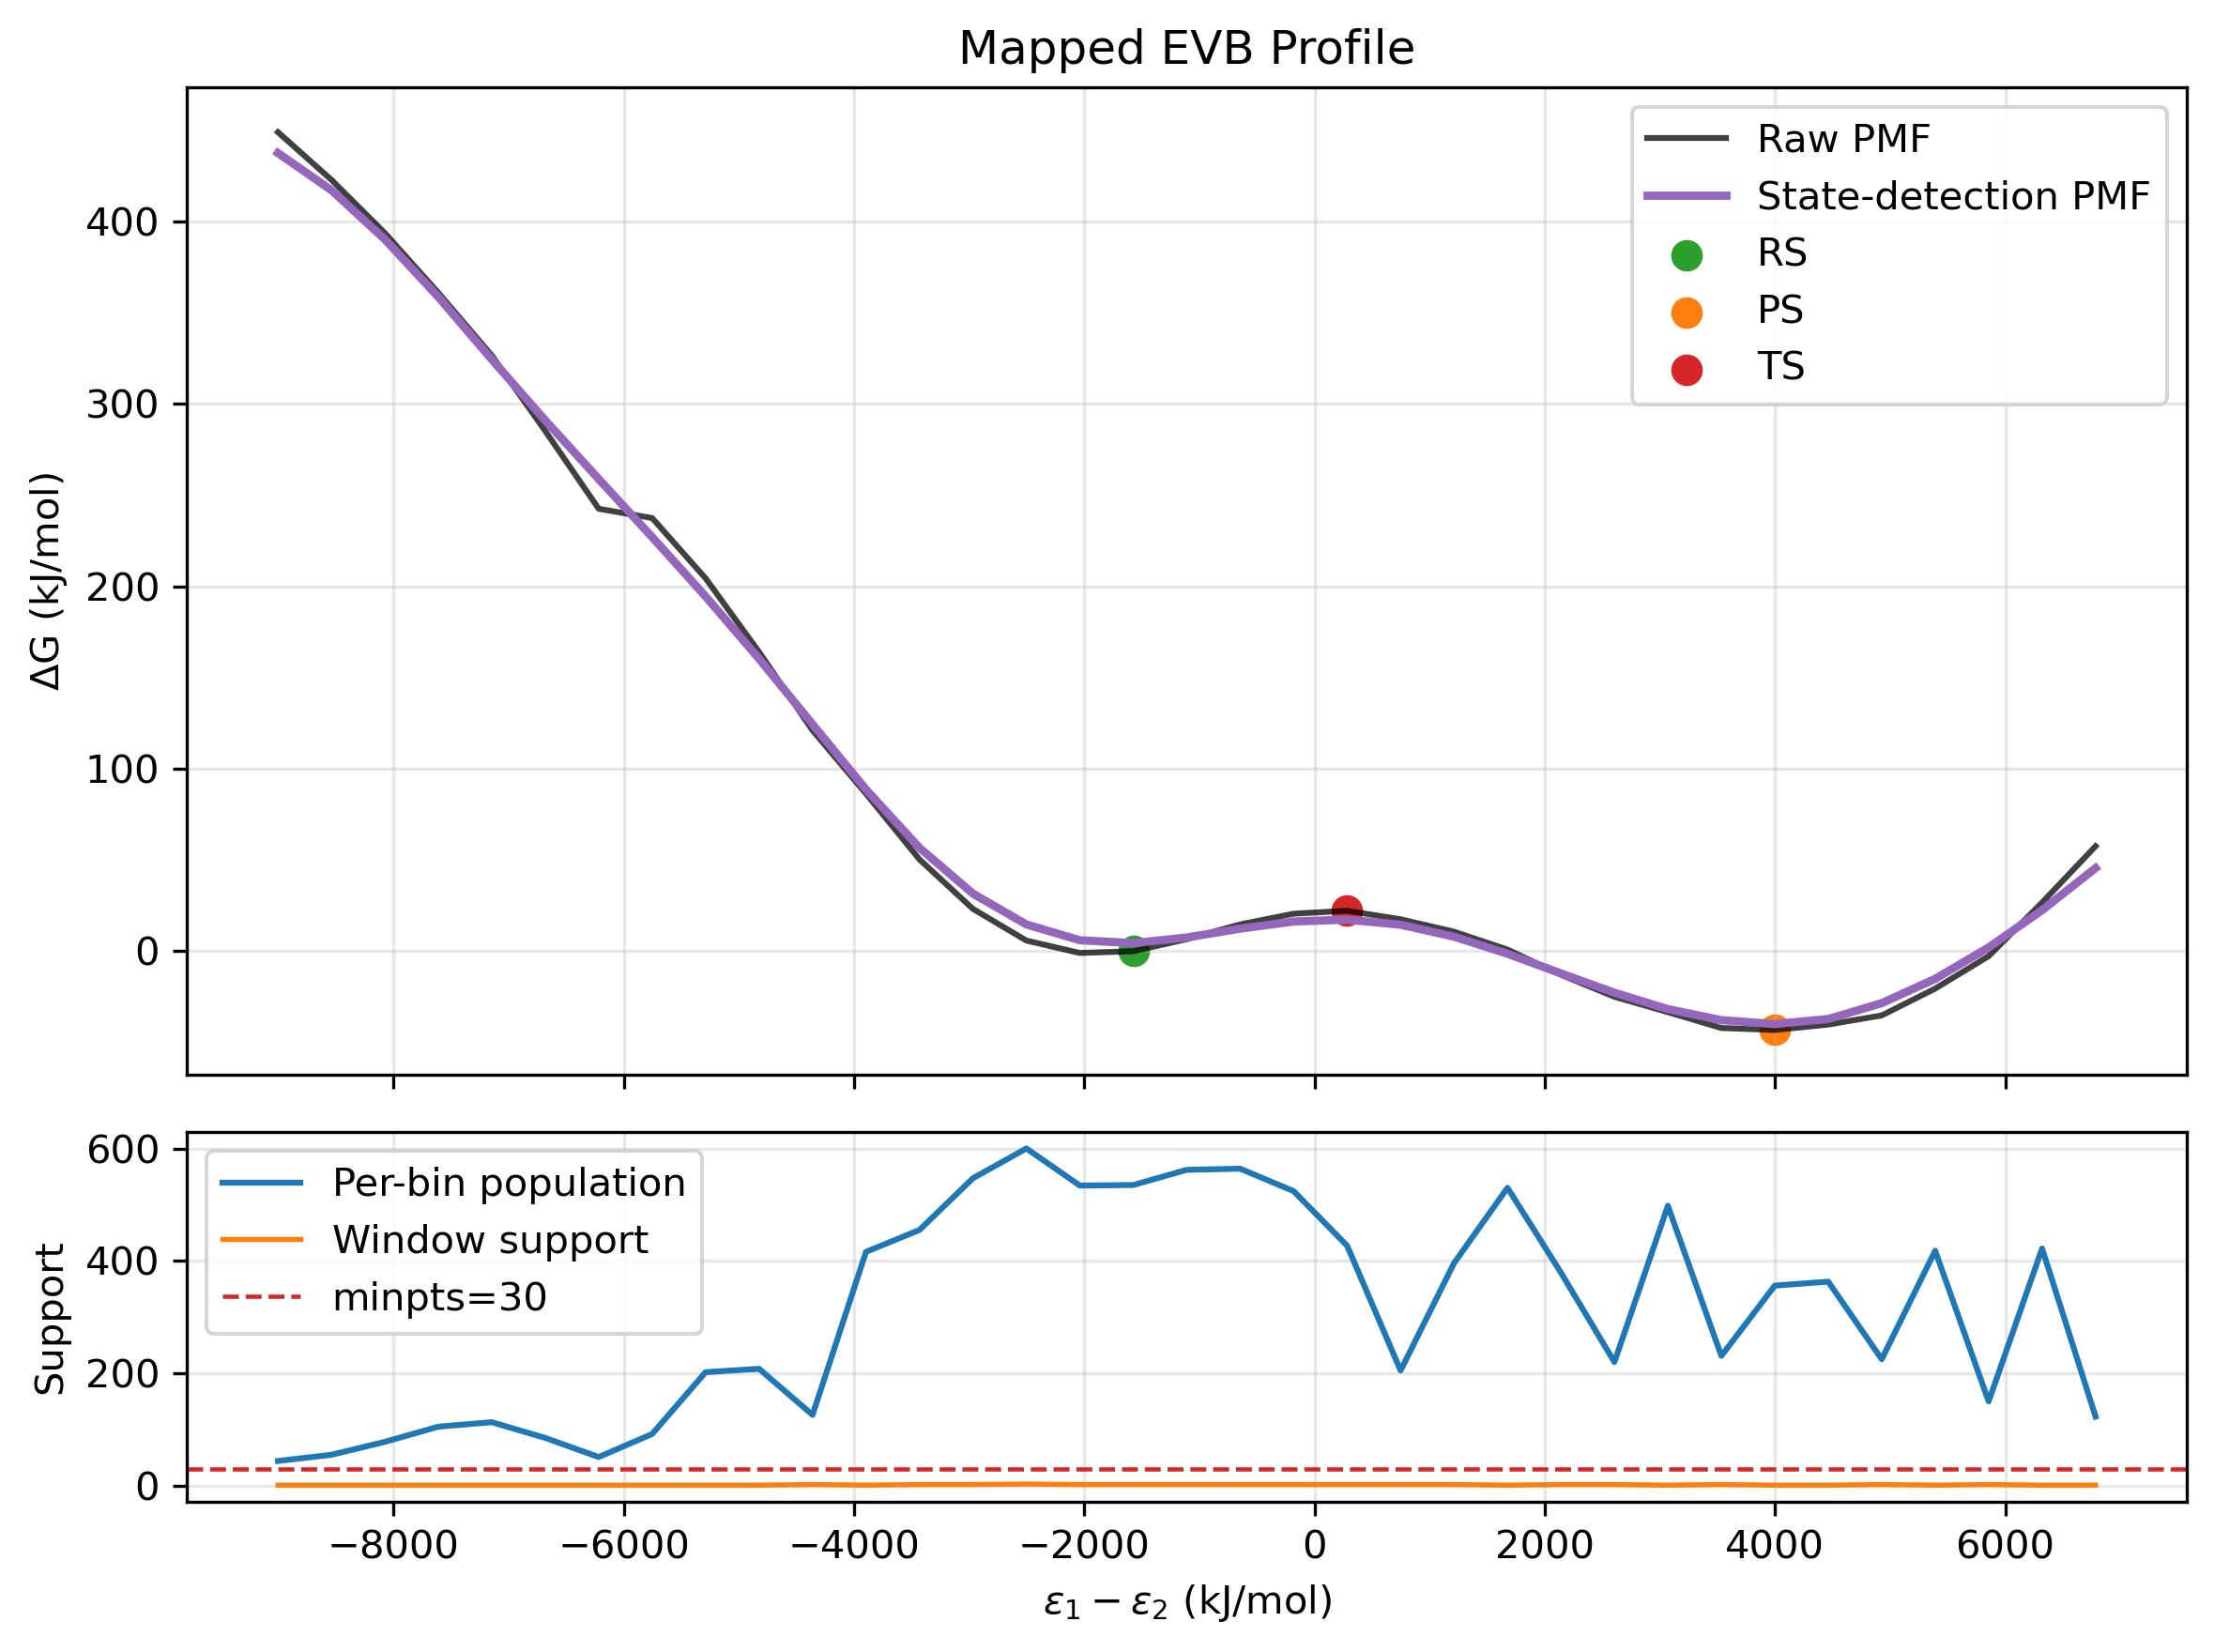 Mapped EVB Profile
Raw PMF
State-detection PMF
RS
PS
TS
ΔG (kJ/mol)
400
300
200
100
0
Per-bin population
Window support
minpts=30
Support
600
400
200
0
−8000 −6000 −4000 −2000 0 2000 4000 6000
ε₁ − ε₂ (kJ/mol)